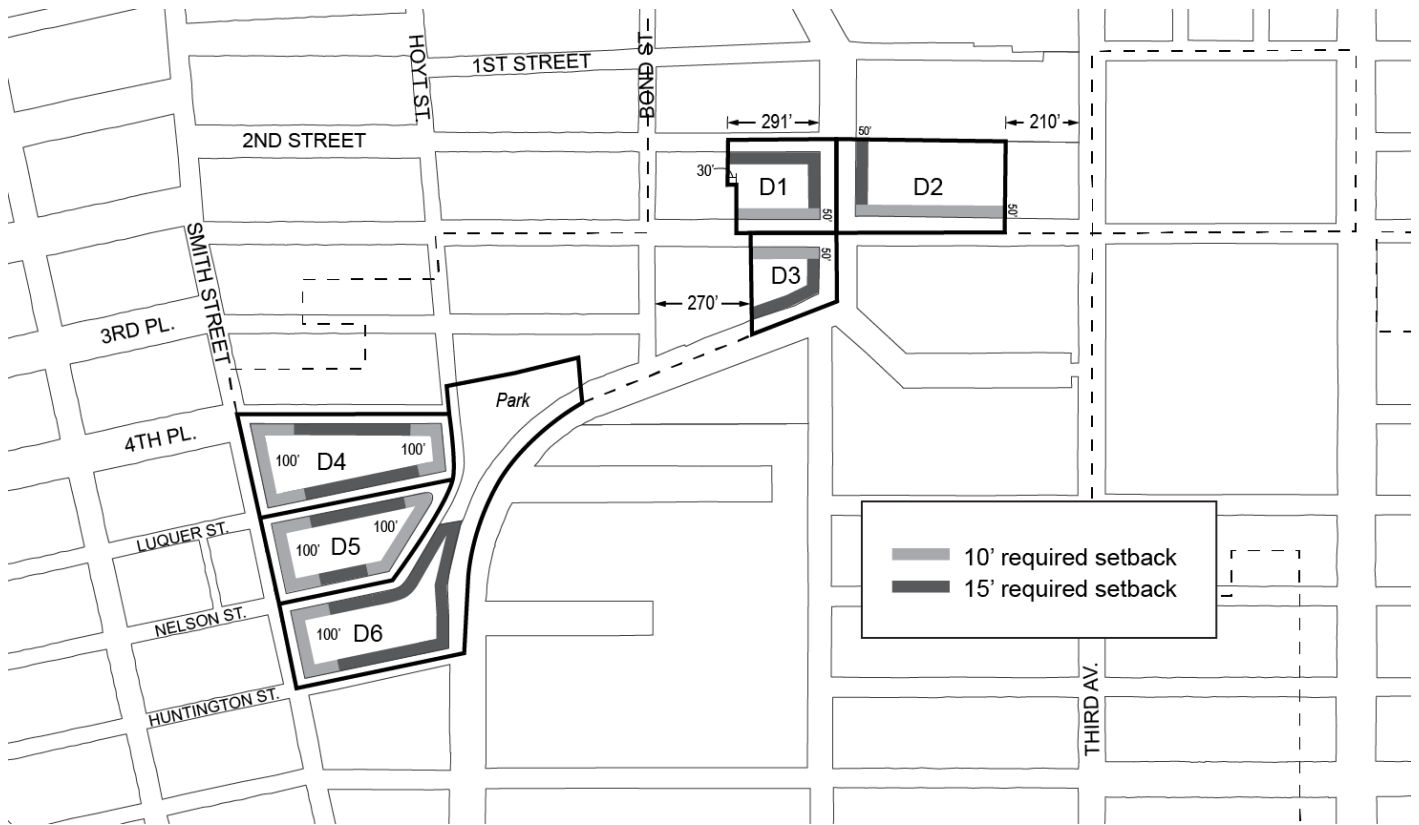 HOYT ST.
BOND ST
1ST STREET
2ND STREET
291'
50'
210'
30'
D1
D2
50'
50'
SMITH STREET
50'
D3
270'
3RD PL.
Park
4TH PL.
100'
D4
100'
100'
D5
100'
LUQUER ST.
10' required setback
15' required setback
NELSON ST.
100'
D6
HUNTINGTON ST.
THIRD AV.